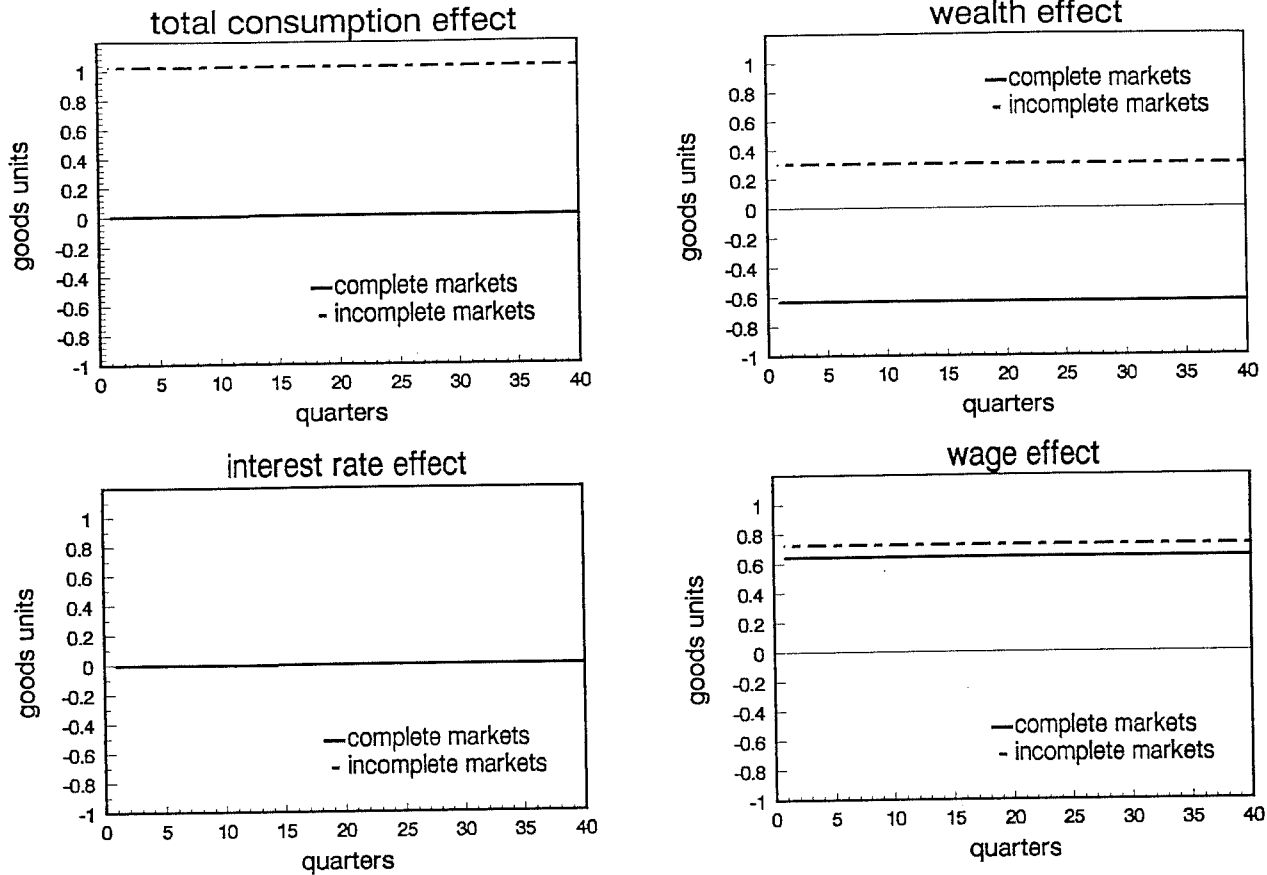 total consumption effect
1
0.8
0.6
0.4
0.2
0
-0.2
-0.4
-0.6
-0.8
-1
goods units
complete markets
incomplete markets
0 5 10 15 20 25 30 35 40
quarters
wealth effect
1
0.8
0.6
0.4
0.2
0
-0.2
-0.4
-0.6
-0.8
-1
goods units
complete markets
incomplete markets
0 5 10 15 20 25 30 35 40
quarters
interest rate effect
1
0.8
0.6
0.4
0.2
0
-0.2
-0.4
-0.6
-0.8
-1
goods units
complete markets
incomplete markets
0 5 10 15 20 25 30 35 40
quarters
wage effect
1
0.8
0.6
0.4
0.2
0
-0.2
-0.4
-0.6
-0.8
-1
goods units
complete markets
incomplete markets
0 5 10 15 20 25 30 35 40
quarters